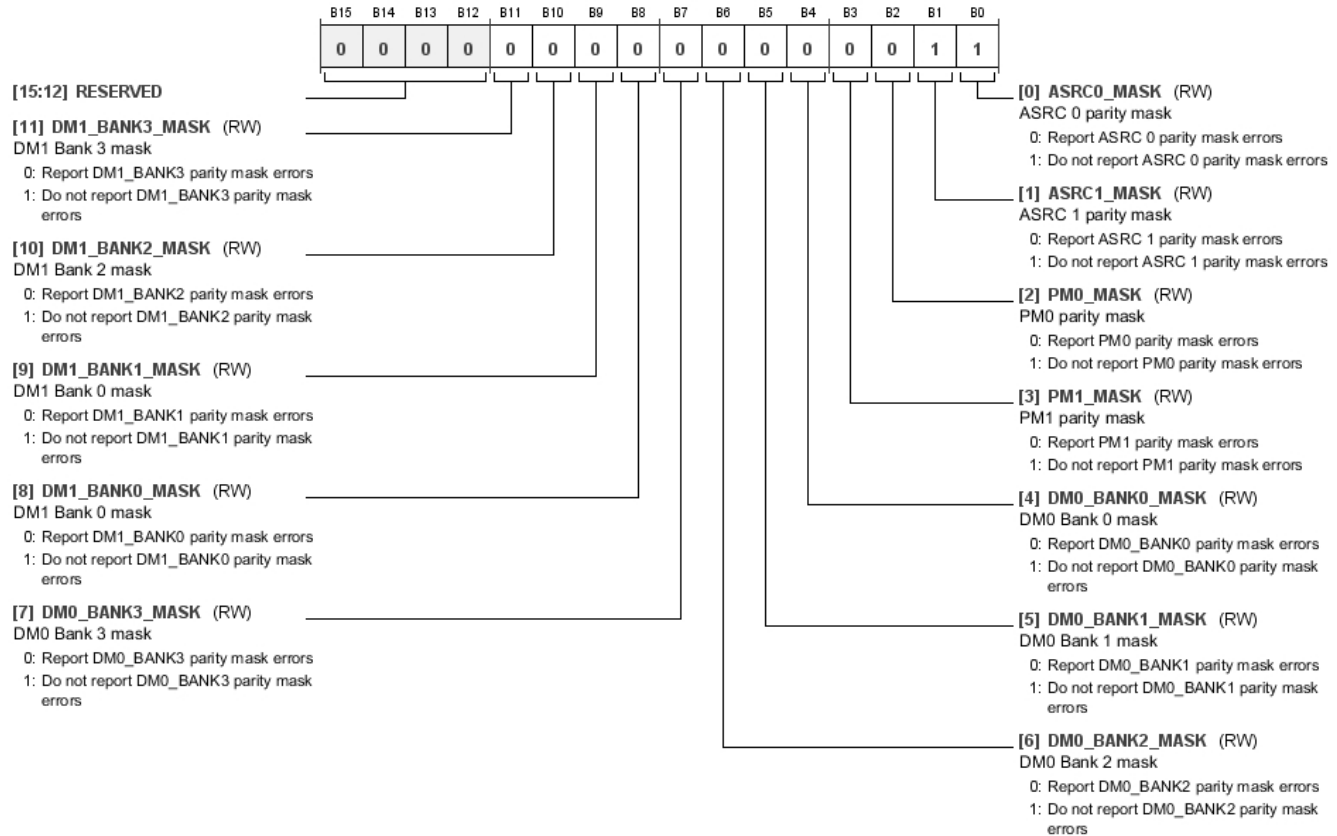 B15 B14 B13 B12 B11 B10 B9 B8 B7 B6 B5 B4 B3 B2 B1 B0
0 0 0 0 0 0 0 0 0 0 0 0 0 0 1 1
[15:12] RESERVED
[11] DM1_BANK3_MASK (RW)
DM1 Bank 3 mask
0: Report DM1_BANK3 parity mask errors
1: Do not report DM1_BANK3 parity mask
errors
[10] DM1_BANK2_MASK (RW)
DM1 Bank 2 mask
0: Report DM1_BANK2 parity mask errors
1: Do not report DM1_BANK2 parity mask
errors
[9] DM1_BANK1_MASK (RW)
DM1 Bank 0 mask
0: Report DM1_BANK1 parity mask errors
1: Do not report DM1_BANK1 parity mask
errors
[8] DM1_BANK0_MASK (RW)
DM1 Bank 0 mask
0: Report DM1_BANK0 parity mask errors
1: Do not report DM1_BANK0 parity mask
errors
[7] DM0_BANK3_MASK (RW)
DM0 Bank 3 mask
0: Report DM0_BANK3 parity mask errors
1: Do not report DM0_BANK3 parity mask
errors
[0] ASRC0_MASK (RW)
ASRC 0 parity mask
0: Report ASRC 0 parity mask errors
1: Do not report ASRC 0 parity mask errors
[1] ASRC1_MASK (RW)
ASRC 1 parity mask
0: Report ASRC 1 parity mask errors
1: Do not report ASRC 1 parity mask errors
[2] PM0_MASK (RW)
PM0 parity mask
0: Report PM0 parity mask errors
1: Do not report PM0 parity mask errors
[3] PM1_MASK (RW)
PM1 parity mask
0: Report PM1 parity mask errors
1: Do not report PM1 parity mask errors
[4] DM0_BANK0_MASK (RW)
DM0 Bank 0 mask
0: Report DM0_BANK0 parity mask errors
1: Do not report DM0_BANK0 parity mask
errors
[5] DM0_BANK1_MASK (RW)
DM0 Bank 1 mask
0: Report DM0_BANK1 parity mask errors
1: Do not report DM0_BANK1 parity mask
errors
[6] DM0_BANK2_MASK (RW)
DM0 Bank 2 mask
0: Report DM0_BANK2 parity mask errors
1: Do not report DM0_BANK2 parity mask
errors